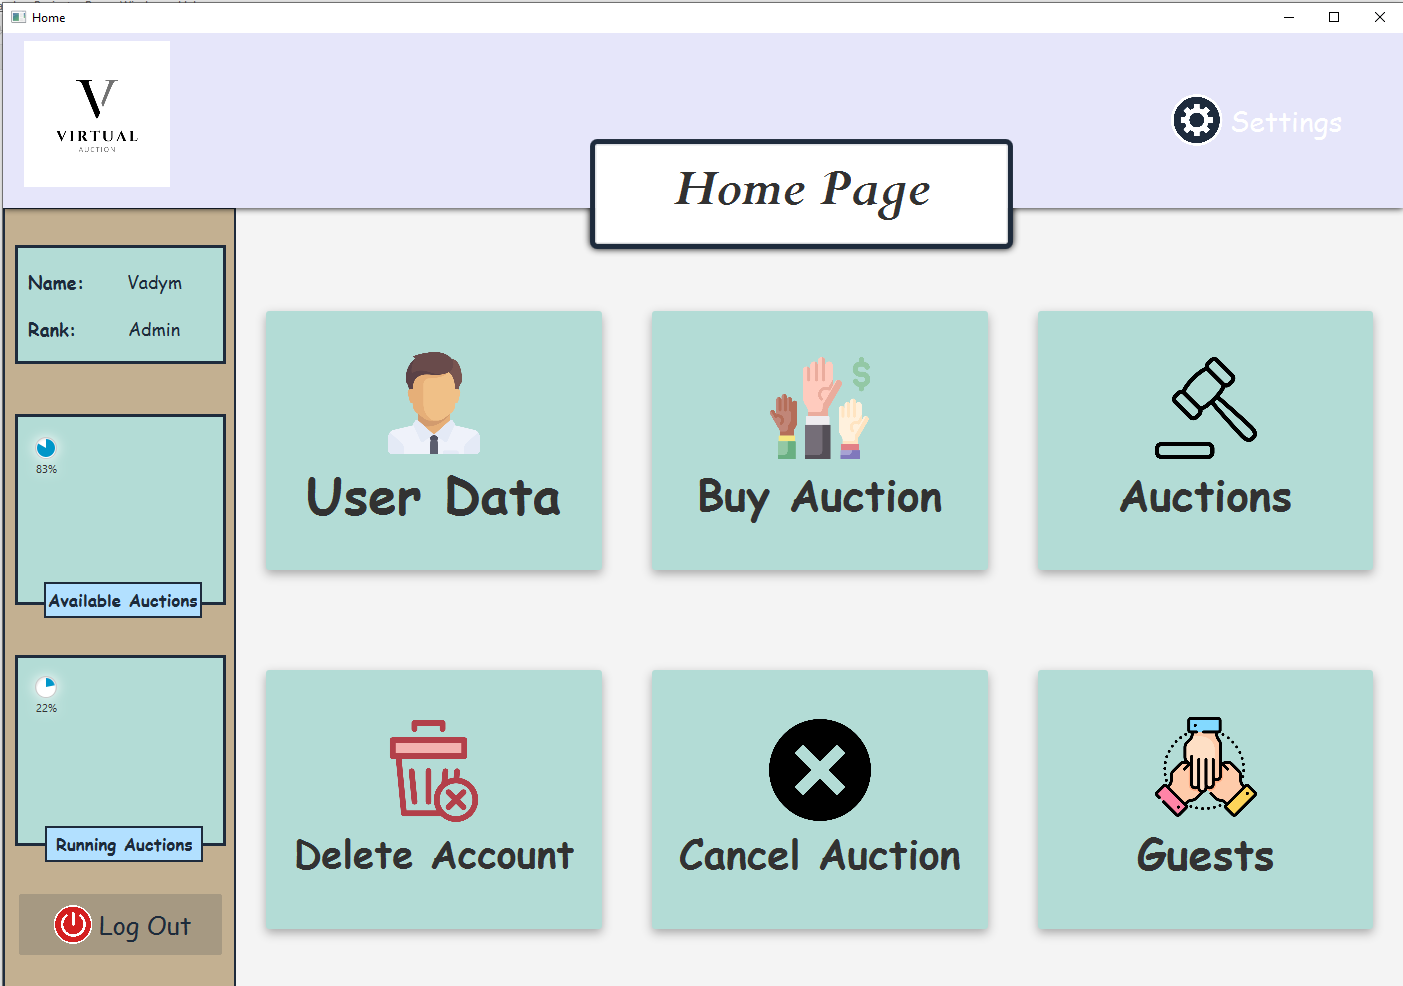 Home
V
VIRTUAL
AUCTION
Settings
Home Page
Name: Vadym
Rank: Admin
83%
Available Auctions
22%
Running Auctions
Log Out
User Data
$
Buy Auction
Auctions
Delete Account
Cancel Auction
Guests